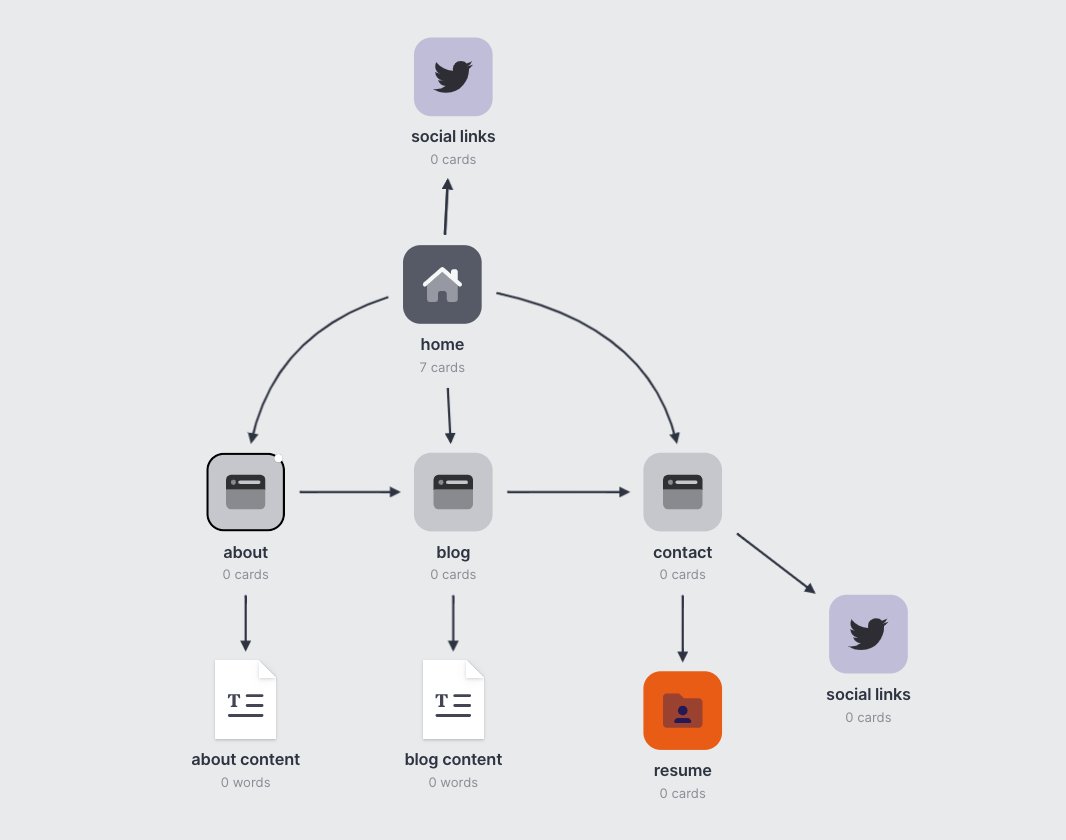 social links
0 cards
home
7 cards
about
0 cards
blog
0 cards
contact
0 cards
social links
0 cards
T
about content
0 words
T
blog content
0 words
resume
0 cards